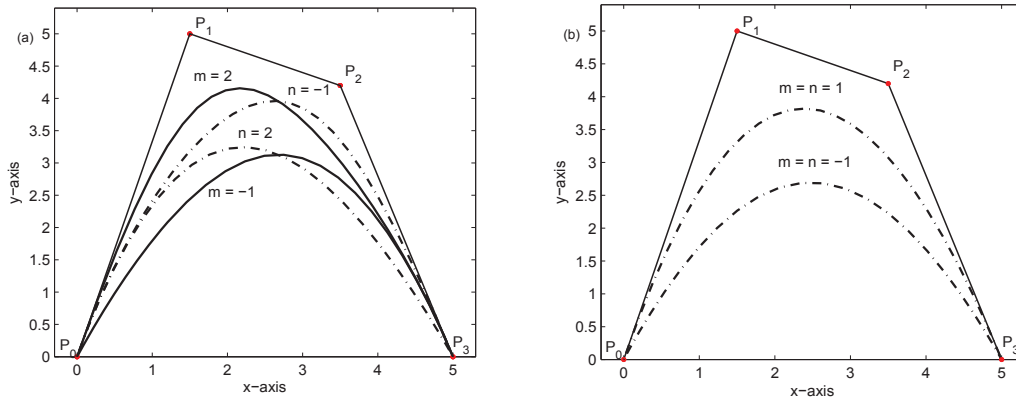 (a)
P1
P2
m = 2
n = −1
n = 2
m = −1
P0
P3
y−axis
5
4.5
4
3.5
3
2.5
2
1.5
1
0.5
0
0 1 2 3 4 5
x−axis
(b)
P1
P2
m = n = 1
m = n = −1
P0
P3
y−axis
5
4.5
4
3.5
3
2.5
2
1.5
1
0.5
0
0 1 2 3 4 5
x−axis